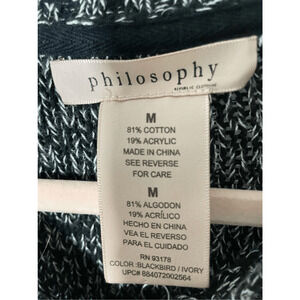 philosophy
REPUBLIC CLOTHING
M
81% COTTON
19% ACRYLIC
MADE IN CHINA
SEE REVERSE
FOR CARE
M
81% ALGODON
19% ACRÍLICO
HECHO EN CHINA
VEA EL REVERSO
PARA EL CUIDADO
RN 93178
COLOR: BLACKBIRD / IVORY
UPC# 884072002564